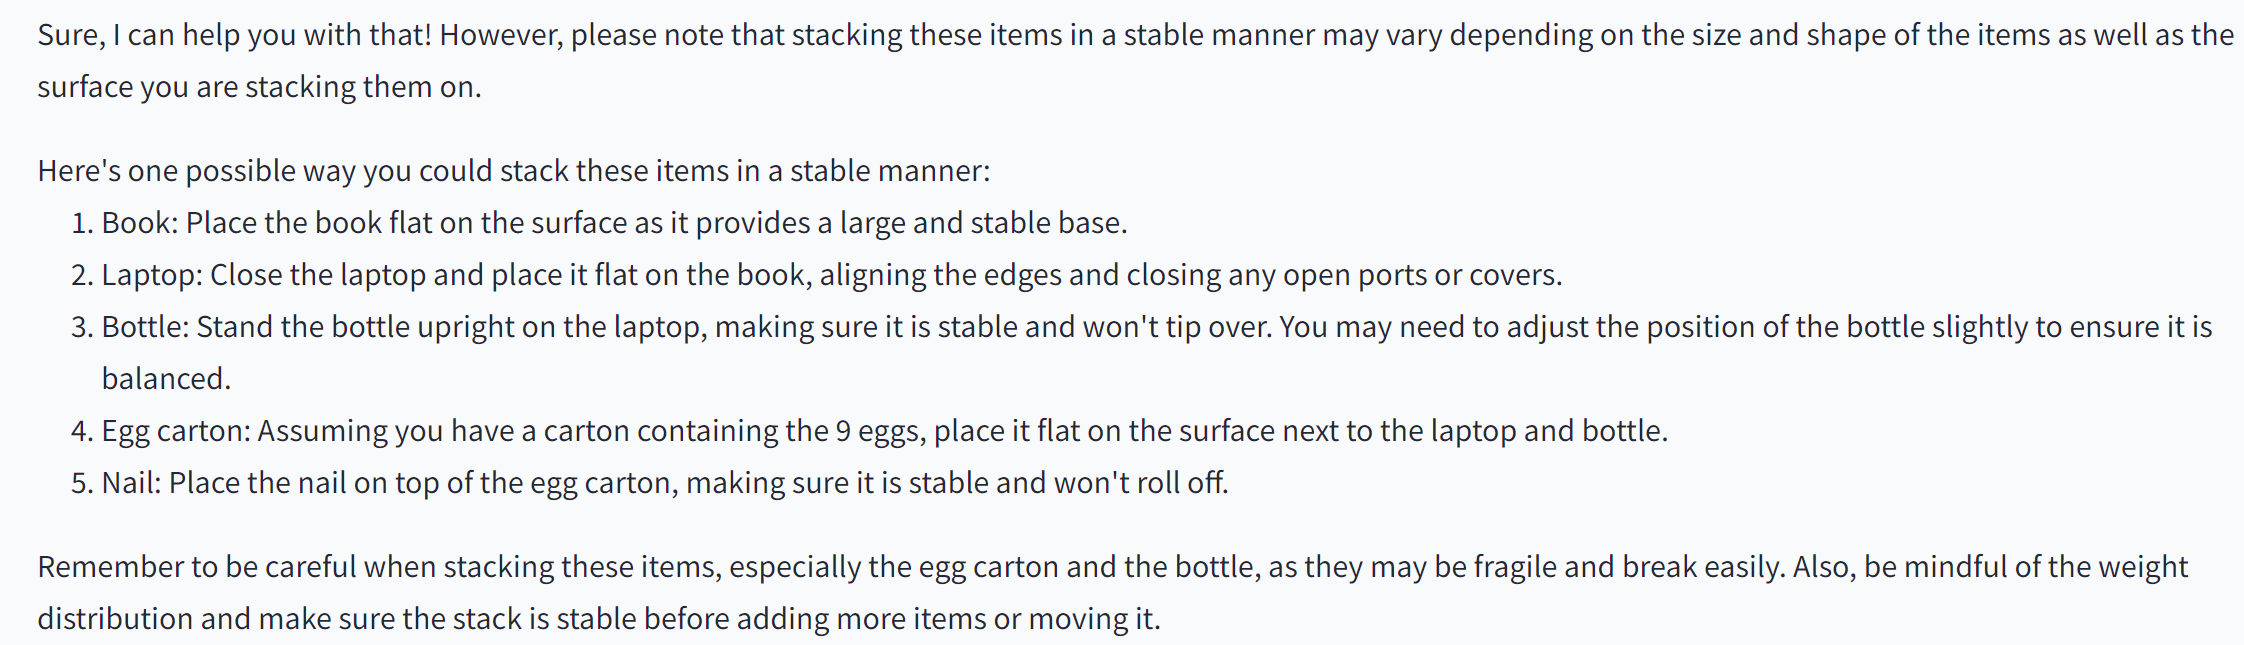 Sure, I can help you with that! However, please note that stacking these items in a stable manner may vary depending on the size and shape of the items as well as the
surface you are stacking them on.
Here's one possible way you could stack these items in a stable manner:
1. Book: Place the book flat on the surface as it provides a large and stable base.
2. Laptop: Close the laptop and place it flat on the book, aligning the edges and closing any open ports or covers.
3. Bottle: Stand the bottle upright on the laptop, making sure it is stable and won't tip over. You may need to adjust the position of the bottle slightly to ensure it is
balanced.
4. Egg carton: Assuming you have a carton containing the 9 eggs, place it flat on the surface next to the laptop and bottle.
5. Nail: Place the nail on top of the egg carton, making sure it is stable and won't roll off.
Remember to be careful when stacking these items, especially the egg carton and the bottle, as they may be fragile and break easily. Also, be mindful of the weight
distribution and make sure the stack is stable before adding more items or moving it.